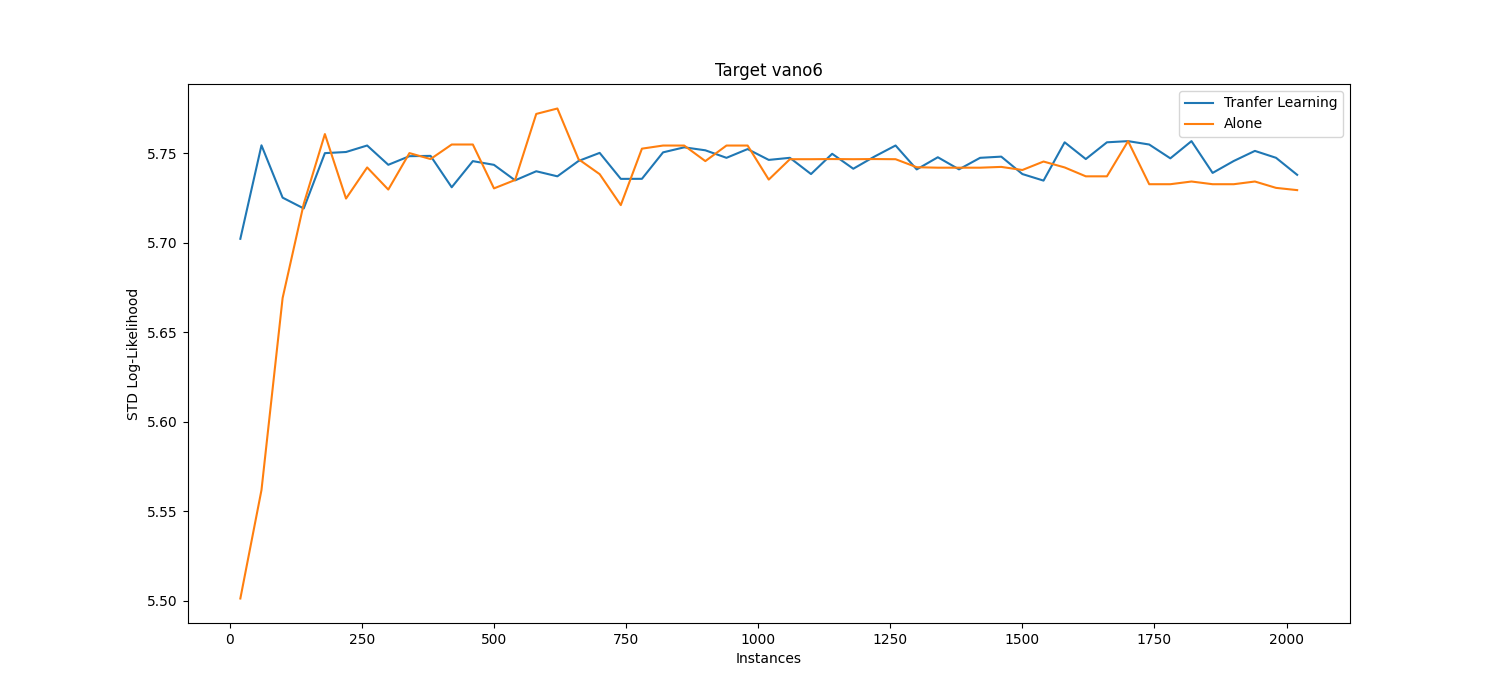 Target vano6
Tranfer Learning
Alone
STD Log-Likelihood
5.75
5.70
5.65
5.60
5.55
5.50
0 250 500 750 1000 1250 1500 1750 2000
Instances